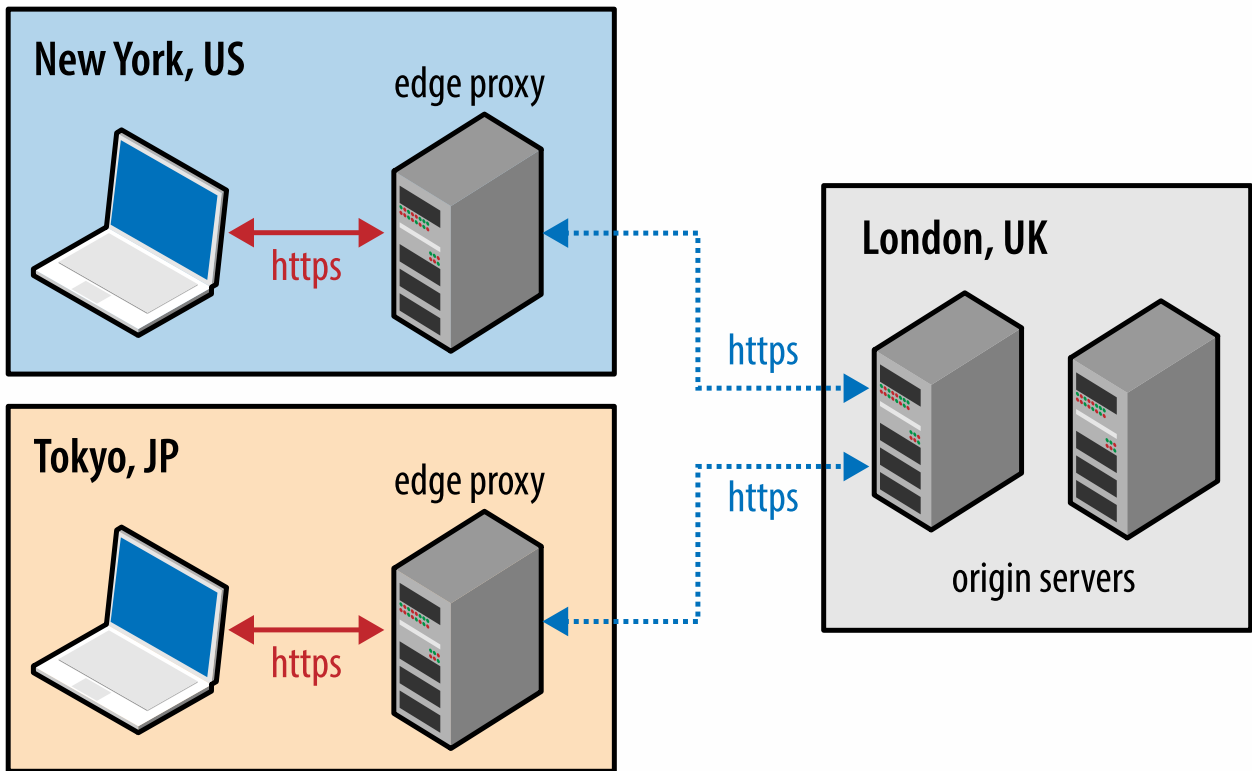 New York, US
edge proxy
https
Tokyo, JP
edge proxy
https
https
https
London, UK
origin servers